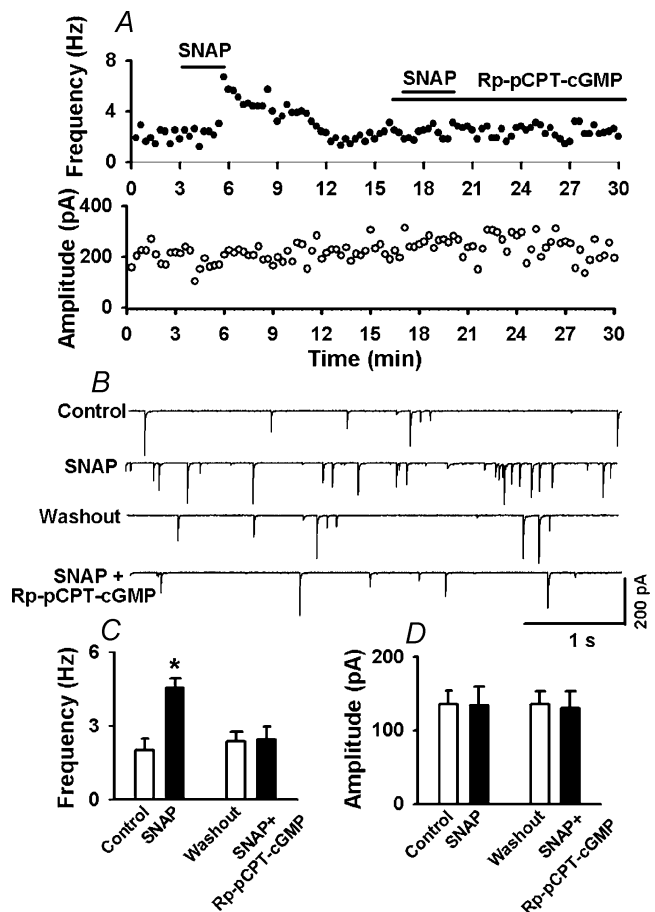 A
Frequency (Hz)
8
4
0
SNAP
SNAP
Rp-pCPT-cGMP
0 3 6 9 12 15 18 21 24 27 30
Amplitude (pA)
400
200
0
0 3 6 9 12 15 18 21 24 27 30
Time (min)
B
Control
SNAP
Washout
SNAP +
Rp-pCPT-cGMP
200 pA
1 s
C
Frequency (Hz)
6
3
0
*
Control
SNAP
Washout
SNAP+
Rp-pCPT-cGMP
D
Amplitude (pA)
200
100
0
Control
SNAP
Washout
SNAP+
Rp-pCPT-cGMP